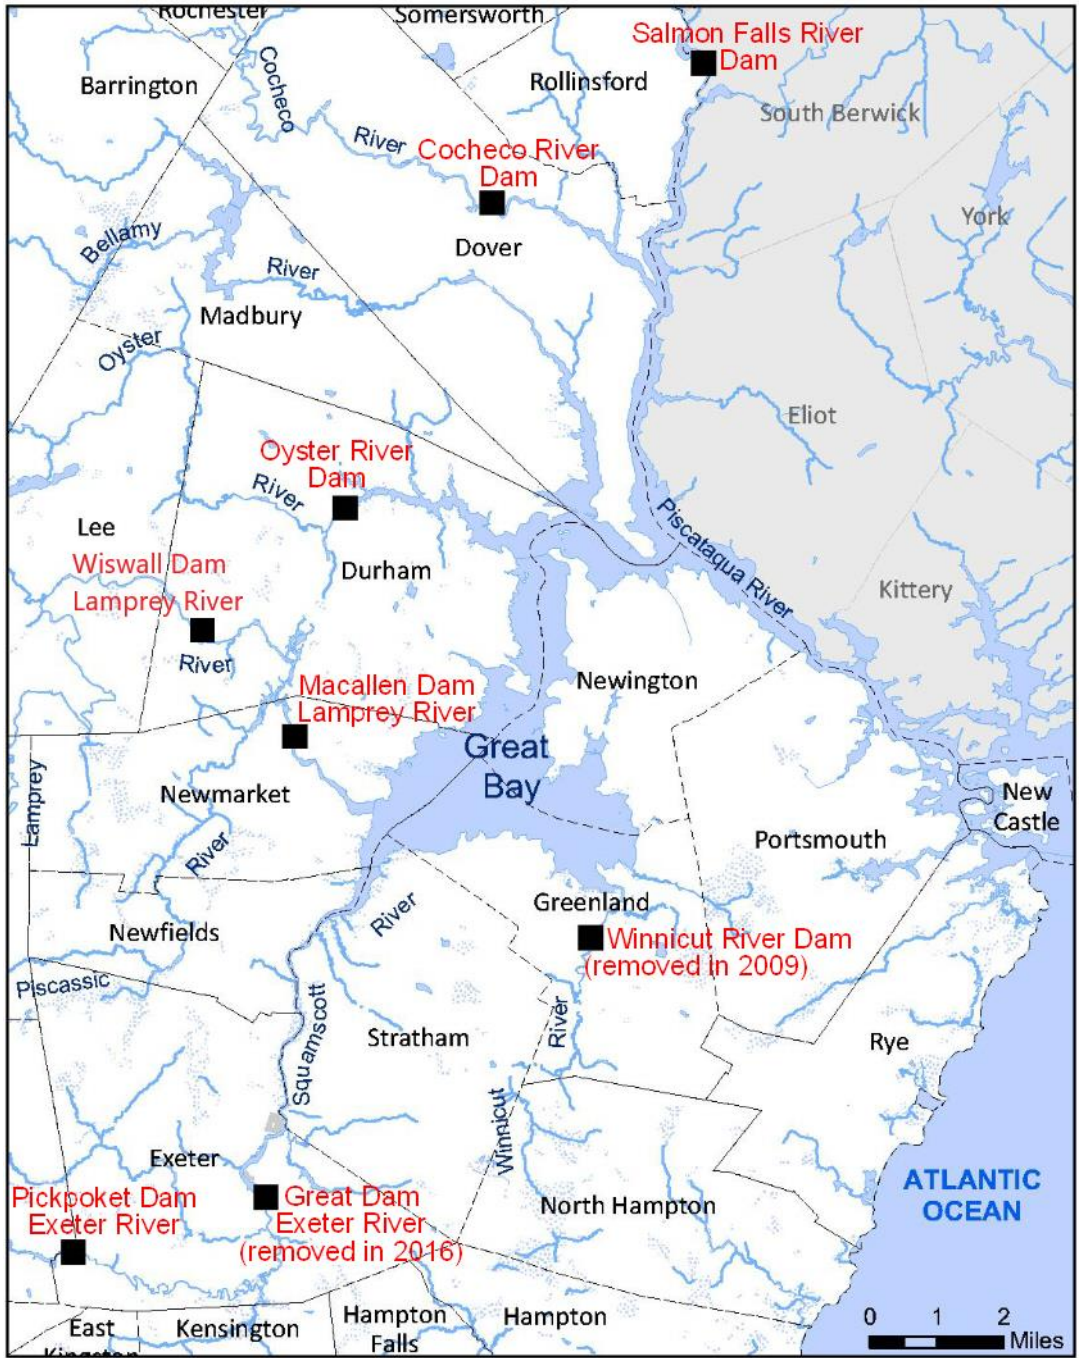 Rochester
Somersworth
Salmon Falls River
Dam
Barrington
Cocheco
Rollinsford
South Berwick
River
Cocheco River
Dam
York
Bellamy
Dover
River
Madbury
Oyster
Eliot
Oyster River
Dam
River
Lee
Piscataqua River
Wiswall Dam
Lamprey River
Durham
Kittery
River
Macallen Dam
Lamprey River
Newington
Great
Bay
Lamprey
Newmarket
New
Castle
River
Portsmouth
River
Greenland
Newfields
Winnicut River Dam
(removed in 2009)
Piscassic
Squamscott
River
Stratham
Rye
Winnicut
Exeter
Pickpoket Dam
Exeter River
Great Dam
Exeter River
(removed in 2016)
North Hampton
ATLANTIC
OCEAN
East
Kingston
Kensington
Hampton
Falls
Hampton
0 1 2
Miles